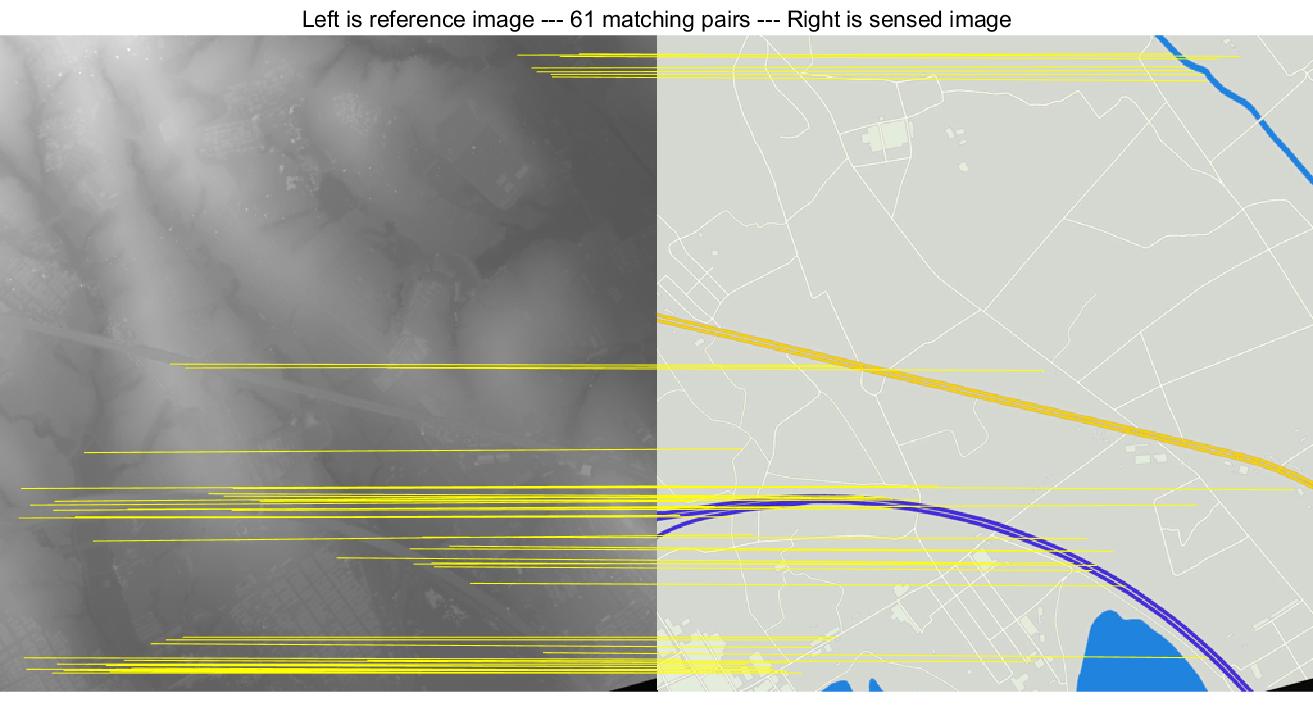 Left is reference image --- 61 matching pairs --- Right is sensed image